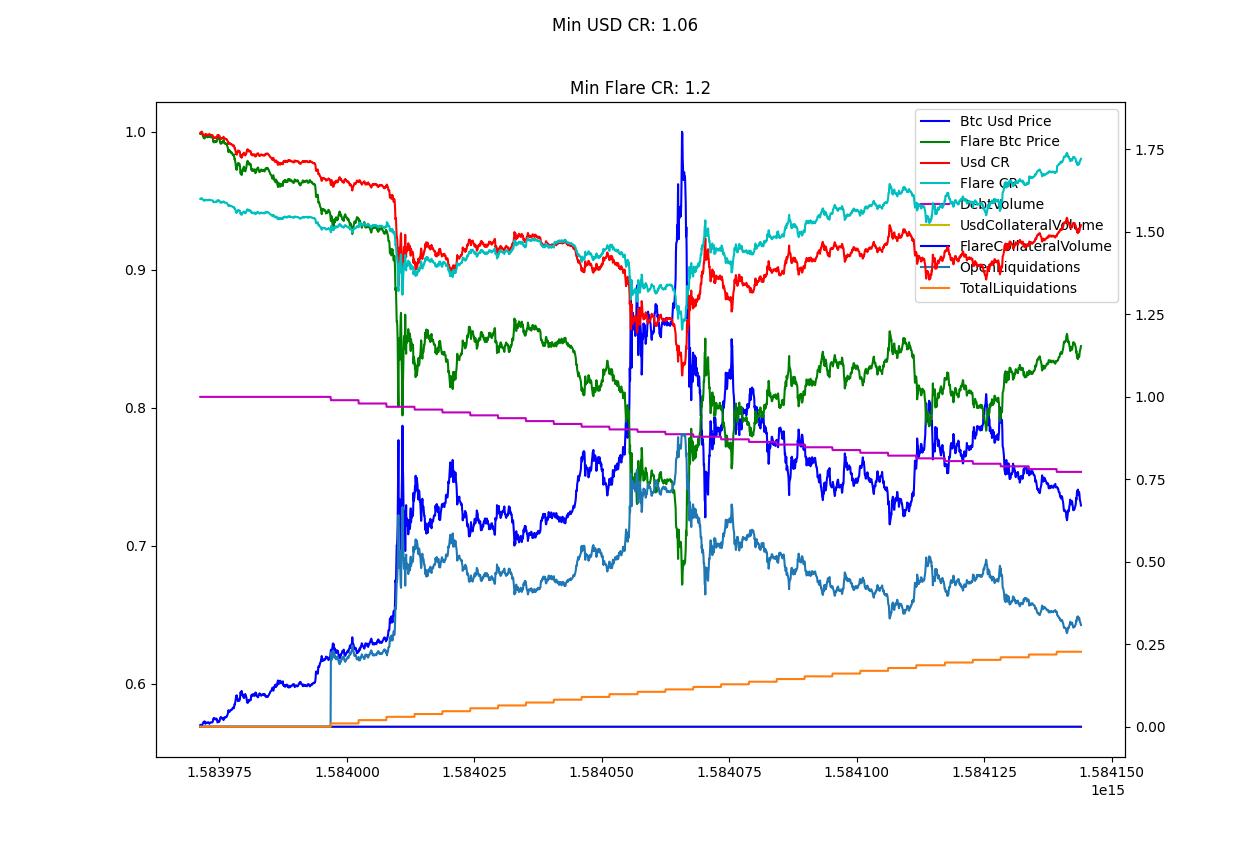 Min USD CR: 1.06
Min Flare CR: 1.2
Btc Usd Price
Flare Btc Price
Usd CR
Flare CR
DebtVolume
UsdCollateralVolume
FlareCollateralVolume
OpenLiquidations
TotalLiquidations
1.0
0.9
0.8
0.7
0.6
1.75
1.50
1.25
1.00
0.75
0.50
0.25
0.00
1.583975
1.584000
1.584025
1.584050
1.584075
1.584100
1.584125
1.584150
1e15